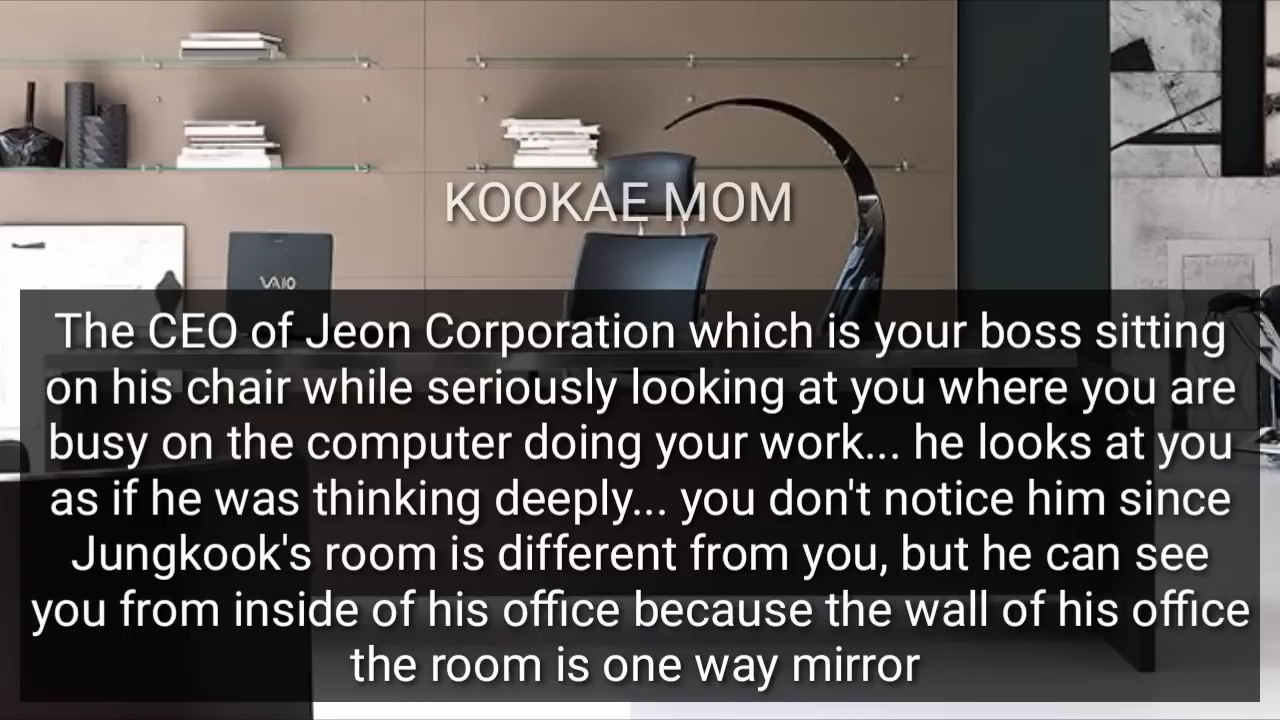 VAIO
KOOKAE MOM
The CEO of Jeon Corporation which is your boss sitting
on his chair while seriously looking at you where you are
busy on the computer doing your work... he looks at you
as if he was thinking deeply... you don't notice him since
Jungkook's room is different from you, but he can see
you from inside of his office because the wall of his office
the room is one way mirror